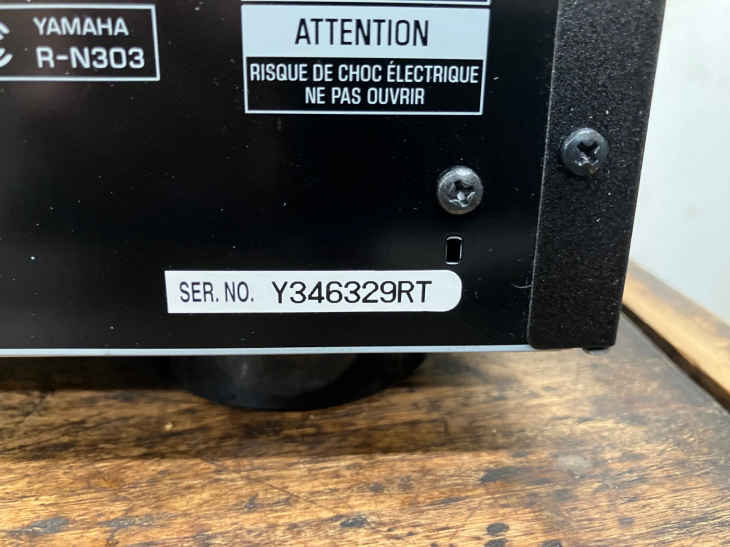 YAMAHA
R-N303
ATTENTION
RISQUE DE CHOC ÉLECTRIQUE
NE PAS OUVRIR
SER. NO. Y346329RT